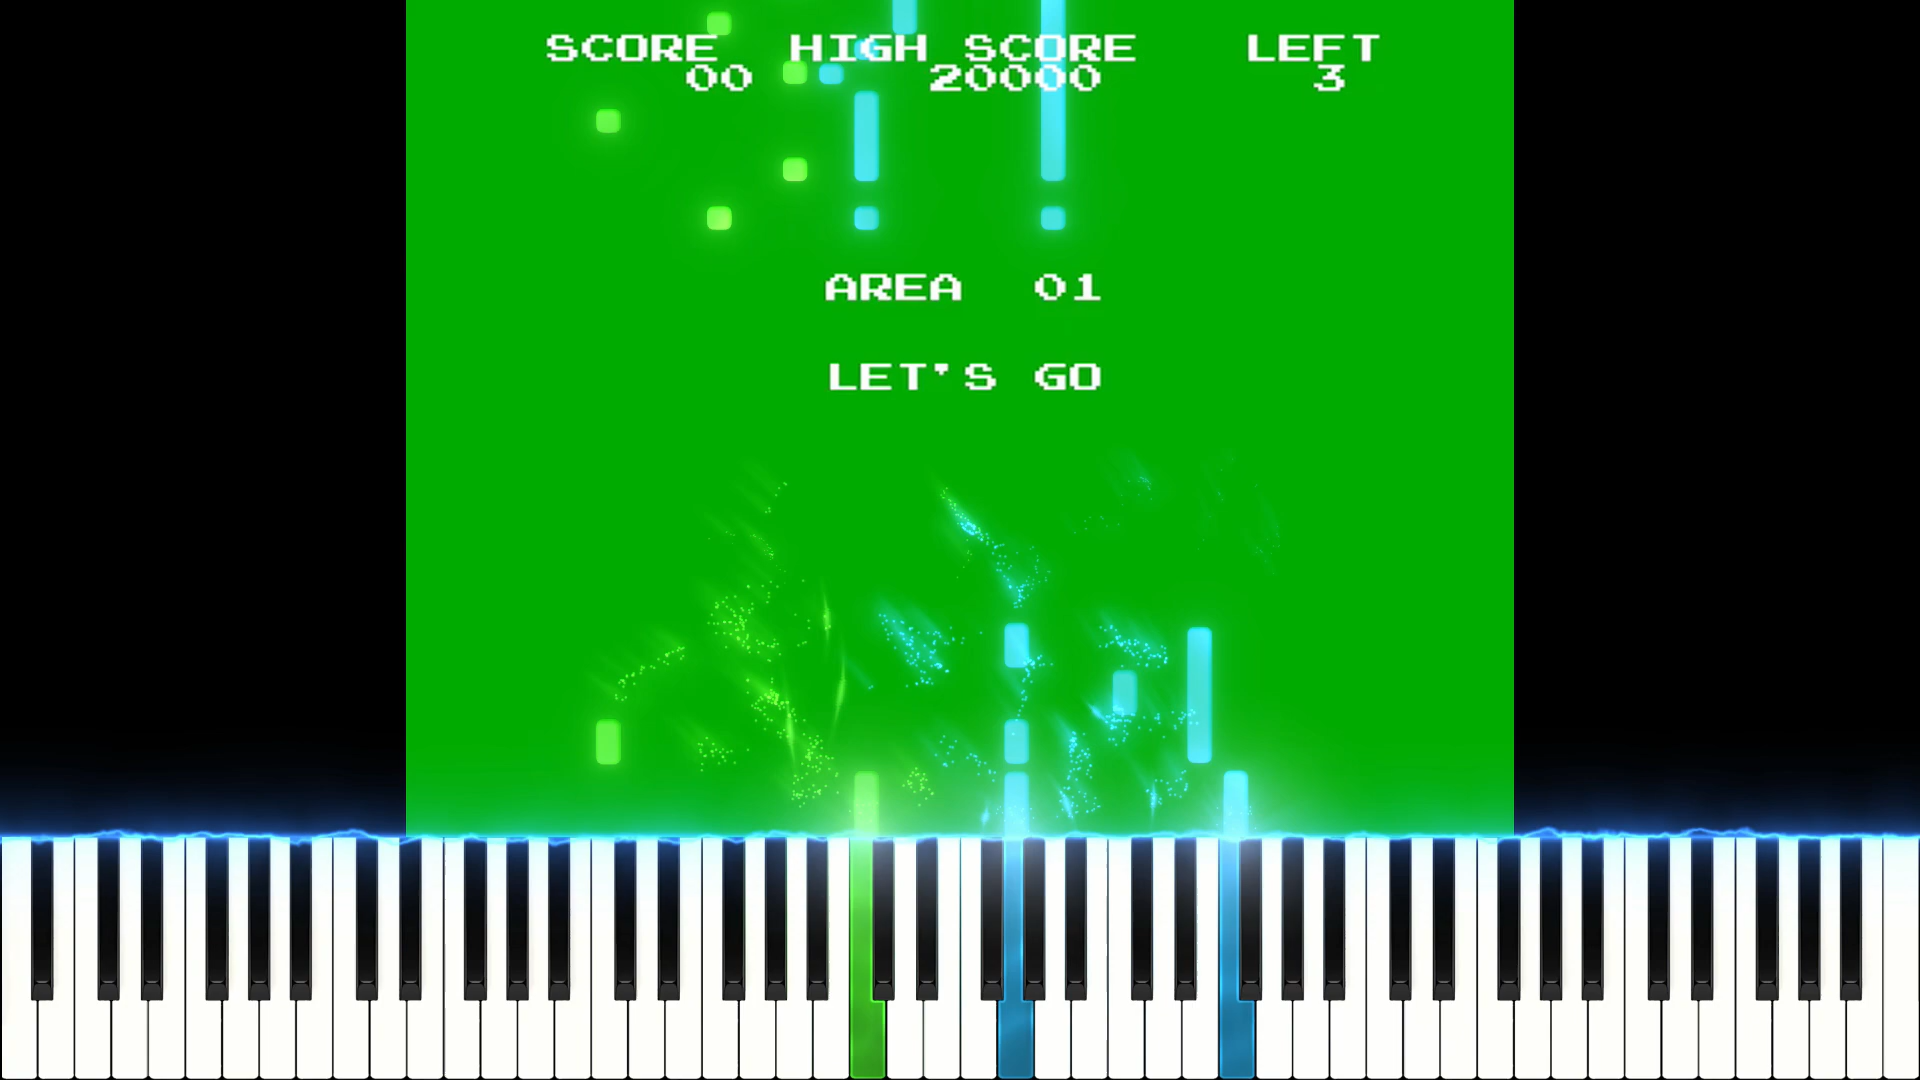 SCORE HIGH SCORE LEFT
00 20000 3
AREA 01
LET'S GO